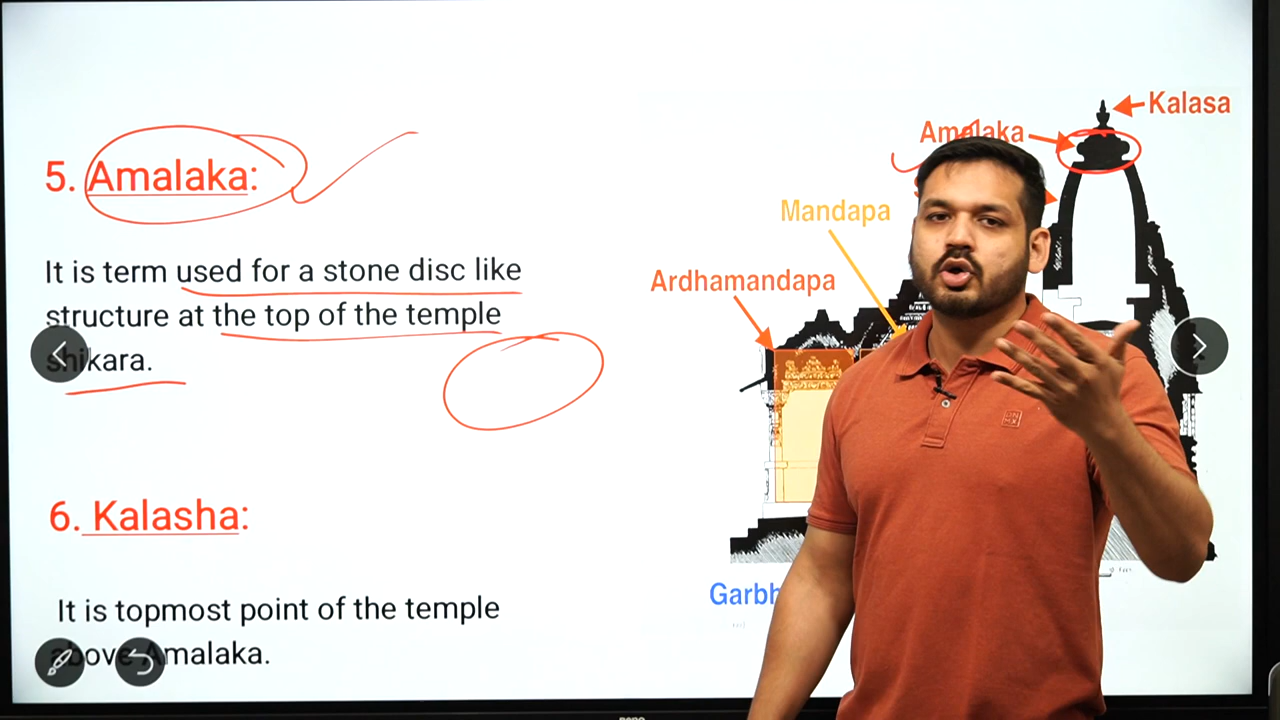 5. Amalaka:
It is term used for a stone disc like
structure at the top of the temple
shikara.
6. Kalasha:
It is topmost point of the temple
above Amalaka.
Kalasa
Amalaka
Mandapa
Ardhamandapa